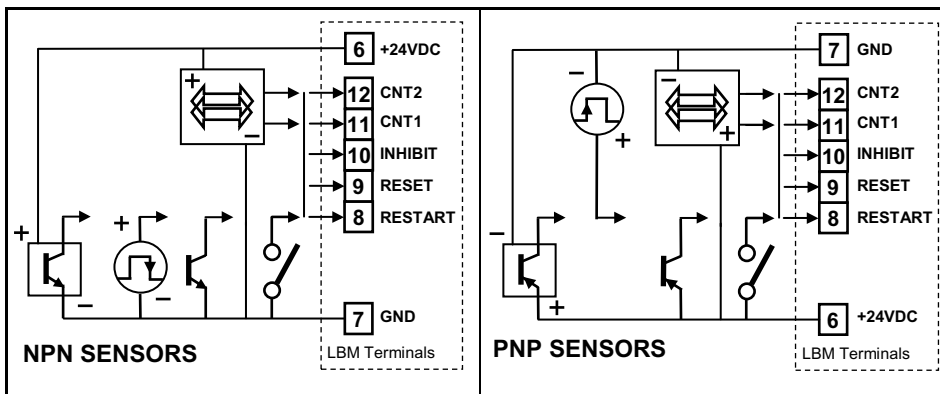 6 +24VDC
+
12 CNT2
11 CNT1
-
10 INHIBIT
9 RESET
8 RESTART
+
+
-
-
7 GND
NPN SENSORS
LBM Terminals
7 GND
-
-
12 CNT2
11 CNT1
+
+
10 INHIBIT
9 RESET
8 RESTART
-
+
6 +24VDC
PNP SENSORS
LBM Terminals